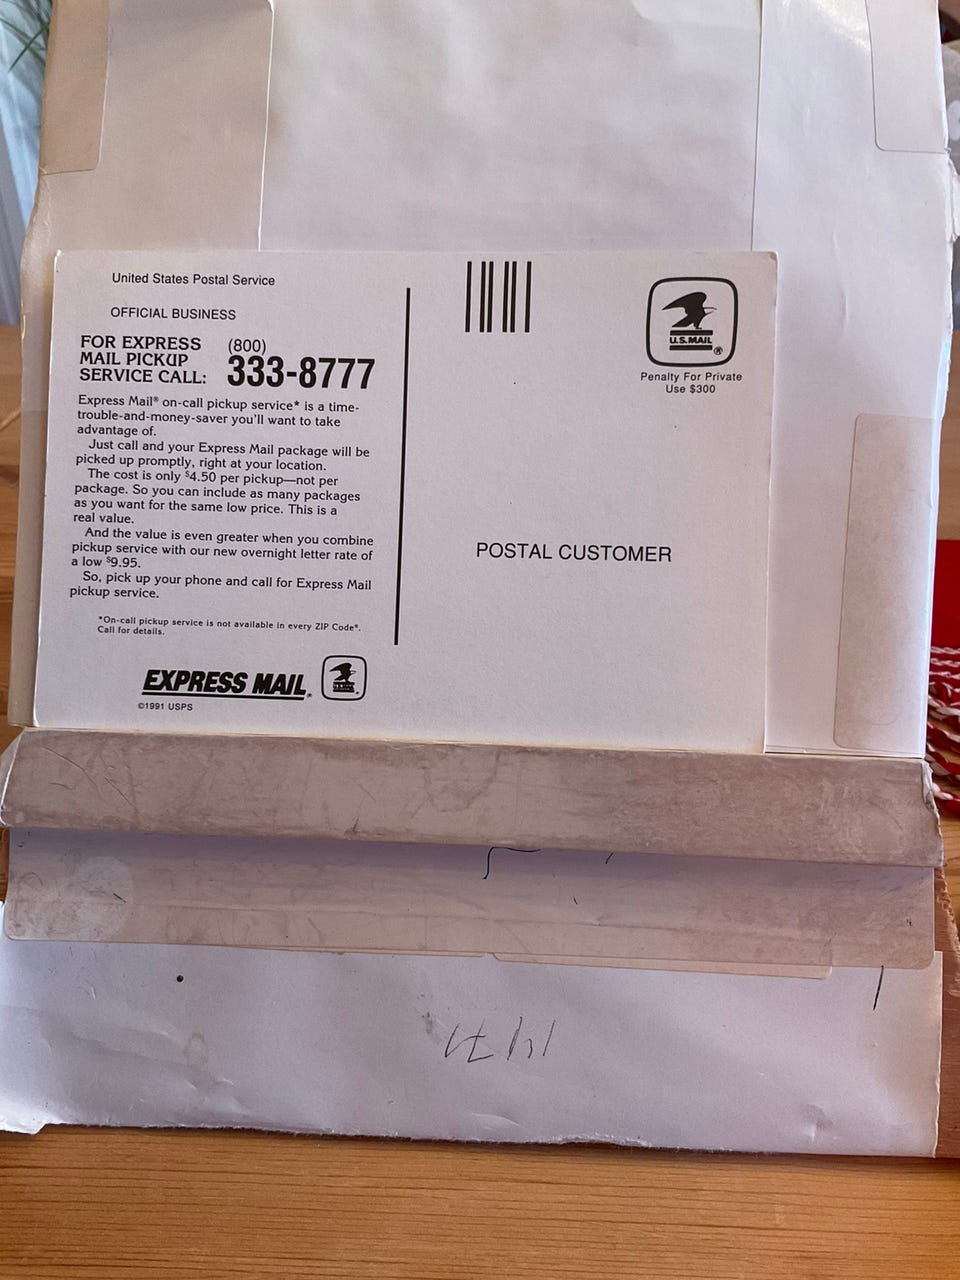 United States Postal Service
OFFICIAL BUSINESS
FOR EXPRESS
MAIL PICKUP
SERVICE CALL:
(800)
333-8777
Express Mail® on-call pickup service* is a time-
trouble-and-money-saver you'll want to take
advantage of.
Just call and your Express Mail package will be
picked up promptly, right at your location.
The cost is only $4.50 per pickup—not per
package. So you can include as many packages
as you want for the same low price. This is a
real value.
And the value is even greater when you combine
pickup service with our new overnight letter rate of
a low $9.95.
So, pick up your phone and call for Express Mail
pickup service.
*On-call pickup service is not available in every ZIP Code*.
Call for details.
EXPRESS MAIL®
©1991 USPS
U.S.MAIL
®
Penalty For Private
Use $300
POSTAL CUSTOMER